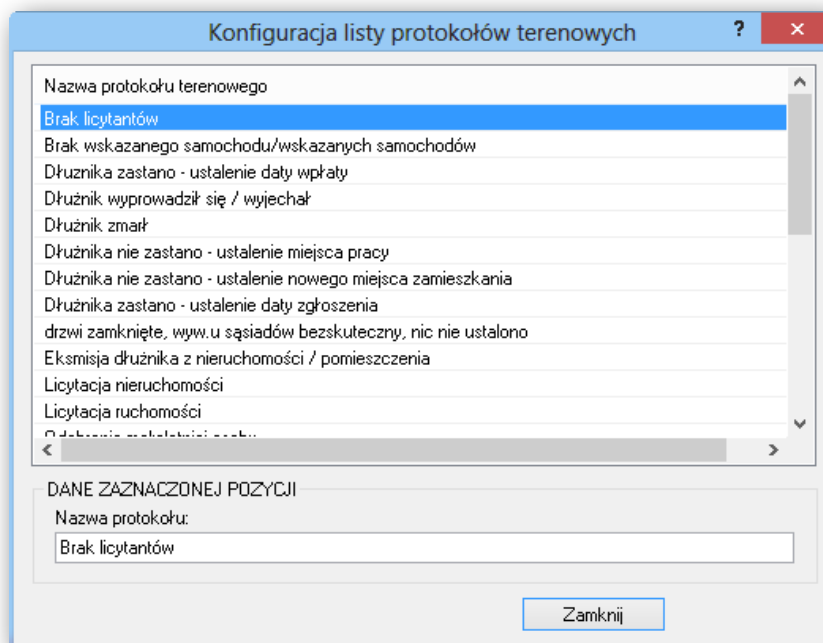 Konfiguracja listy protokołów terenowych
Nazwa protokołu terenowego
Brak licytantów
Brak wskazanego samochodu/wskazanych samochodów
Dłuznika zastano - ustalenie daty wpłaty
Dłużnik wyprowadził się / wyjechał
Dłużnik zmarł
Dłużnika nie zastano - ustalenie miejsca pracy
Dłużnika nie zastano - ustalenie nowego miejsca zamieszkania
Dłużnika zastano - ustalenie daty zgłoszenia
drzwi zamknięte, wyw.u sąsiadów bezskuteczny, nic nie ustalono
Eksmisja dłużnika z nieruchomości / pomieszczenia
Licytacja nieruchomości
Licytacja ruchomości
DANE ZAZNACZONEJ POZYCJI
Nazwa protokołu:
Brak licytantów
Zamknij